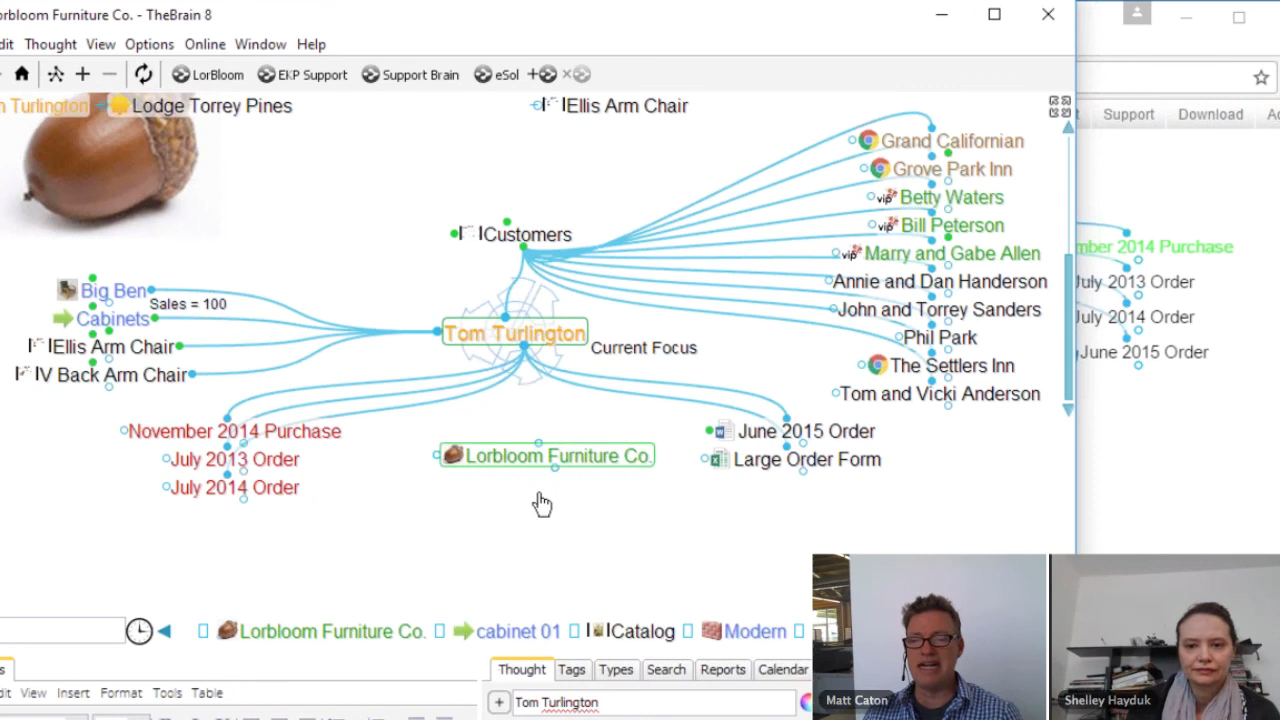 orbloom Furniture Co. - TheBrain 8
dit Thought View Options Online Window Help
LorBloom EKP Support Support Brain eSol
n Turlington Lodge Torrey Pines
Ellis Arm Chair
t Support Download Ac
Grand Californian
Grove Park Inn
vip Betty Waters
vip Bill Peterson
vip Marry and Gabe Allen
Annie and Dan Handerson
John and Torrey Sanders
Phil Park
The Settlers Inn
Tom and Vicki Anderson
Customers
mber 2014 Purchase
July 2013 Order
July 2014 Order
June 2015 Order
Big Ben
Sales = 100
Cabinets
Ellis Arm Chair
V Back Arm Chair
Tom Turlington
Current Focus
November 2014 Purchase
July 2013 Order
July 2014 Order
Lorbloom Furniture Co.
June 2015 Order
Large Order Form
Lorbloom Furniture Co. cabinet 01 Catalog Modern
s
Thought Tags Types Search Reports Calendar
dit View Insert Format Tools Table
Tom Turlington
Matt Caton
Shelley Hayduk